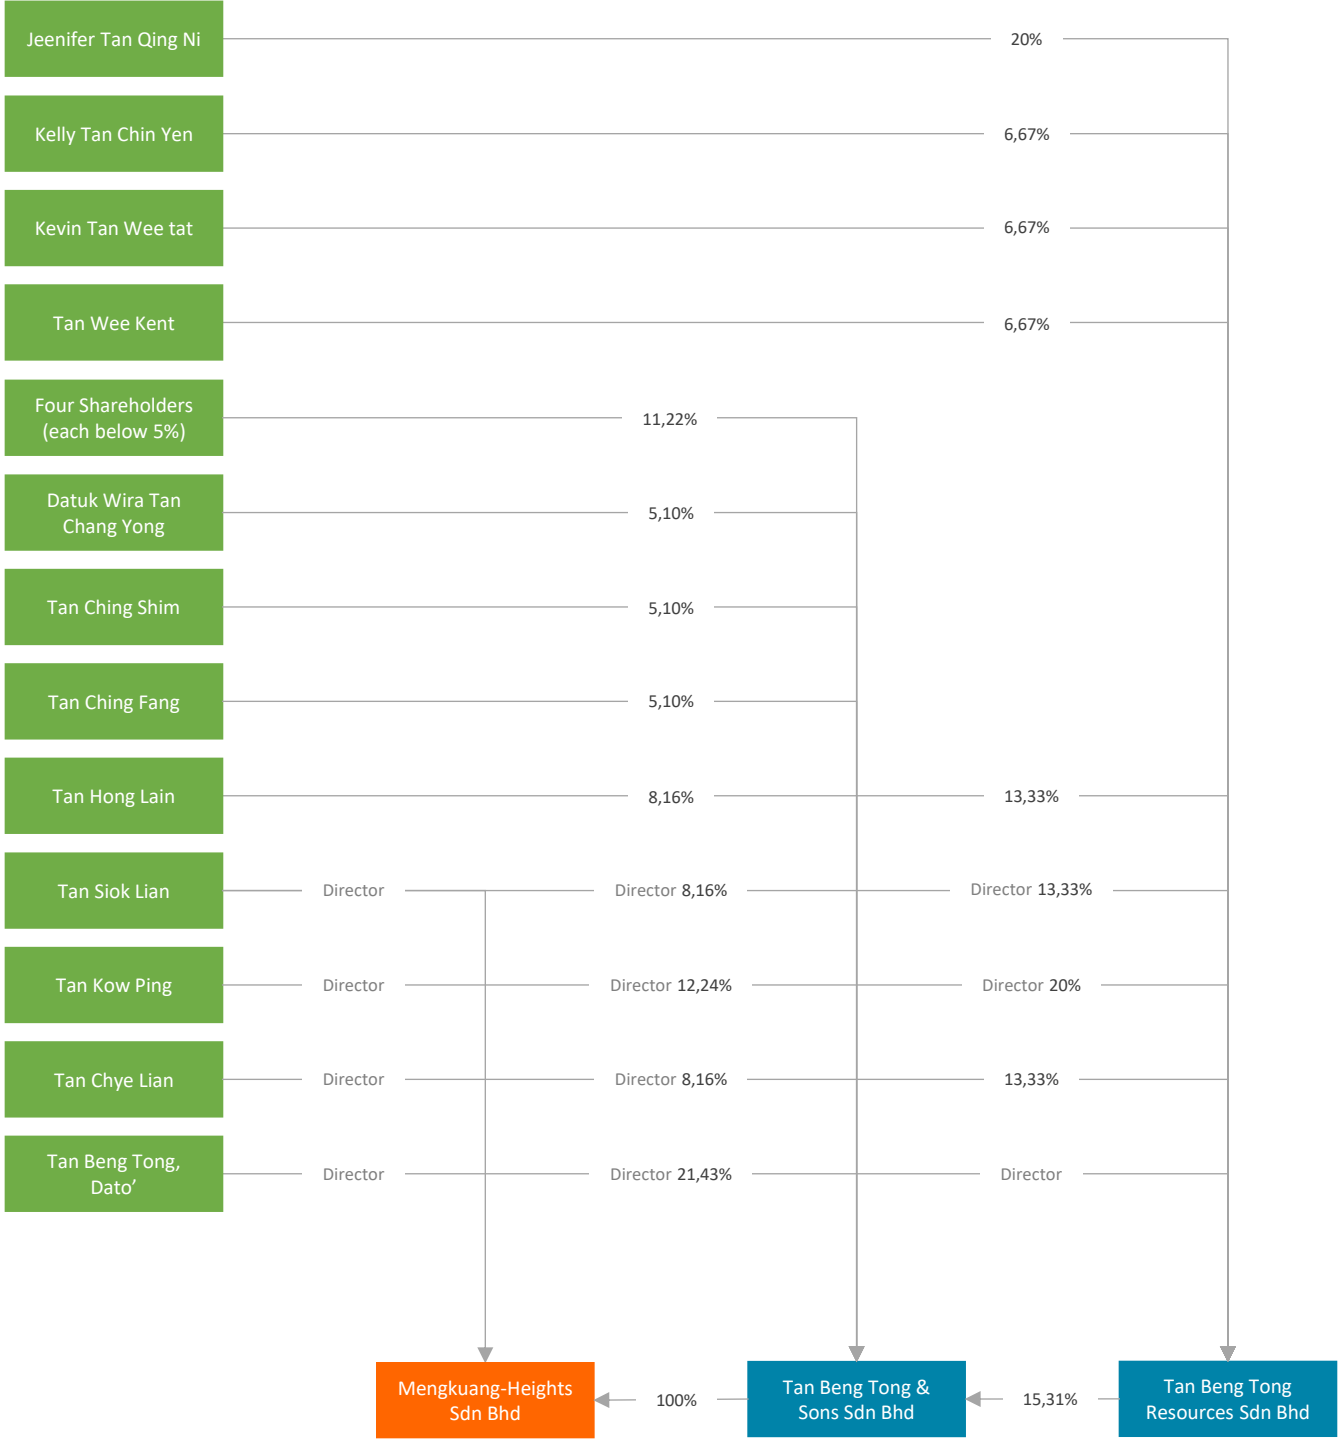 Jeenifer Tan Qing Ni
20%
Kelly Tan Chin Yen
6,67%
Kevin Tan Wee tat
6,67%
Tan Wee Kent
6,67%
Four Shareholders
(each below 5%)
11,22%
Datuk Wira Tan
Chang Yong
5,10%
Tan Ching Shim
5,10%
Tan Ching Fang
5,10%
Tan Hong Lain
8,16%
13,33%
Tan Siok Lian
Director
Director 8,16%
Director 13,33%
Tan Kow Ping
Director
Director 12,24%
Director 20%
Tan Chye Lian
Director
Director 8,16%
13,33%
Tan Beng Tong,
Dato’
Director
Director 21,43%
Director
Mengkuang-Heights
Sdn Bhd
100%
Tan Beng Tong &
Sons Sdn Bhd
15,31%
Tan Beng Tong
Resources Sdn Bhd